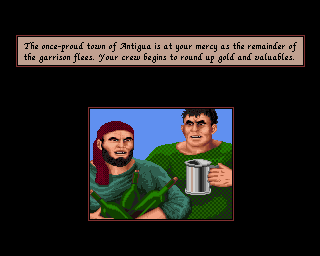 The once-proud town of Antigua is at your mercy as the remainder of
the garrison flees. Your crew begins to round up gold and valuables.